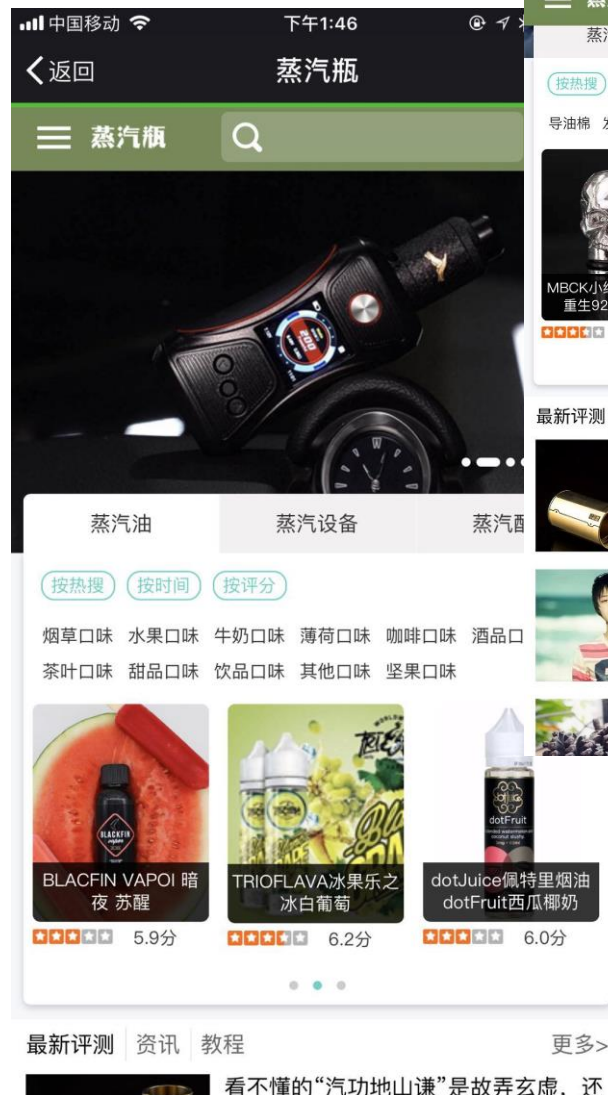 中国移动 下午1:46
返回 蒸汽瓶
蒸汽瓶
蒸汽油 蒸汽设备
按热搜 按时间 按评分
烟草口味 水果口味 牛奶口味 薄荷口味 咖啡口味 酒品口
茶叶口味 甜品口味 饮品口味 其他口味 坚果口味
BLACFIN VAPOI 暗
夜 苏醒
5.9分
TRIOFLAVA冰果乐之
冰白葡萄
6.2分
dotFruit
dotJuice佩特里烟油
dotFruit西瓜椰奶
6.0分
最新评测 资讯 教程 更多>
看不懂的“汽功地山谦”是故弄玄虚，还
按热搜
导油棉
重生92
最新评测